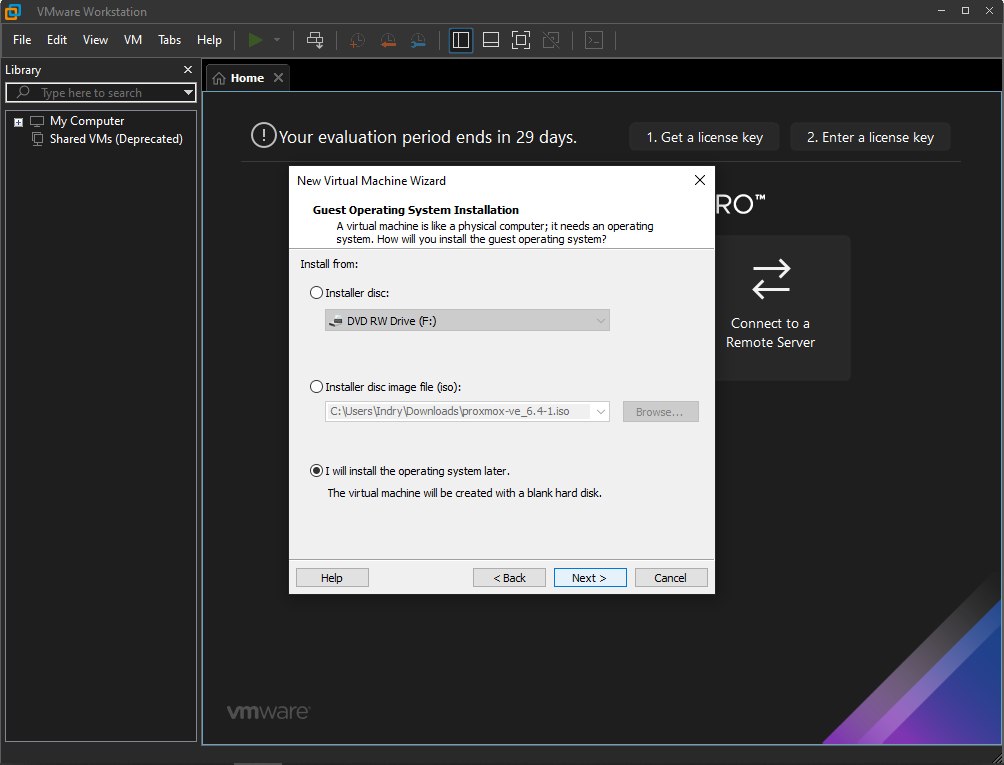 VMware Workstation
File Edit View VM Tabs Help
Library
Type here to search
My Computer
Shared VMs (Deprecated)
Home
Your evaluation period ends in 29 days.
1. Get a license key
2. Enter a license key
RO™
New Virtual Machine Wizard
Guest Operating System Installation
A virtual machine is like a physical computer; it needs an operating
system. How will you install the guest operating system?
Install from:
Installer disc:
DVD RW Drive (F:)
Installer disc image file (iso):
C:\Users\Indry\Downloads\proxmox-ve_6.4-1.iso
Browse...
I will install the operating system later.
The virtual machine will be created with a blank hard disk.
Help
< Back
Next >
Cancel
Connect to a
Remote Server
vmware